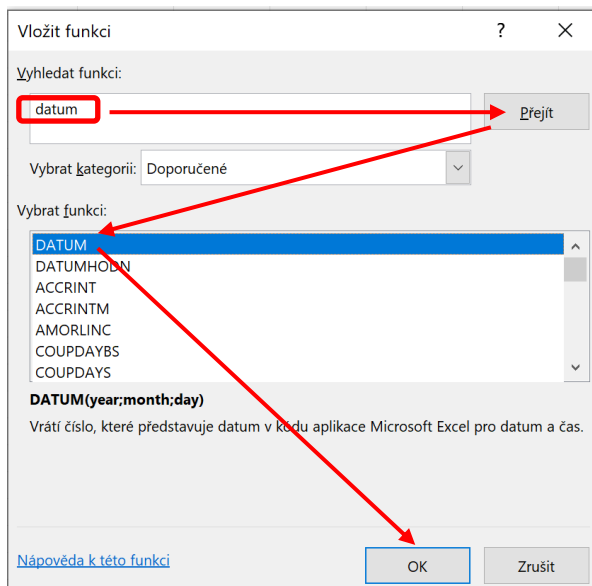 Vložit funkci ?
Vyhledat funkci:
datum
Přejít
Vybrat kategorii: Doporučené
Vybrat funkci:
DATUM
DATUMHODN
ACCRINT
ACCRINTM
AMORLINC
COUPDAYBS
COUPDAYS
DATUM(year;month;day)
Vrátí číslo, které představuje datum v kódu aplikace Microsoft Excel pro datum a čas.
Nápověda k této funkci
OK
Zrušit